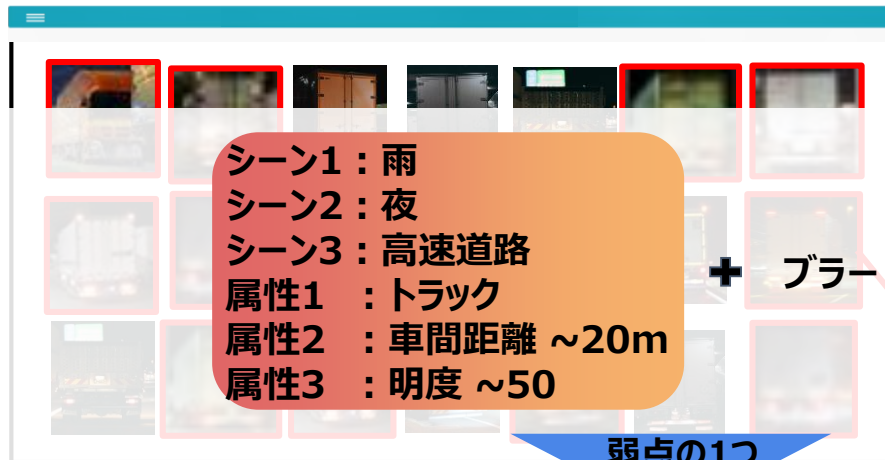 シーン1：雨
シーン2：夜
シーン3：高速道路
属性1 ：トラック
属性2 ：車間距離 ~20m
属性3 ：明度 ~50
+ ブラー
弱点の1つ